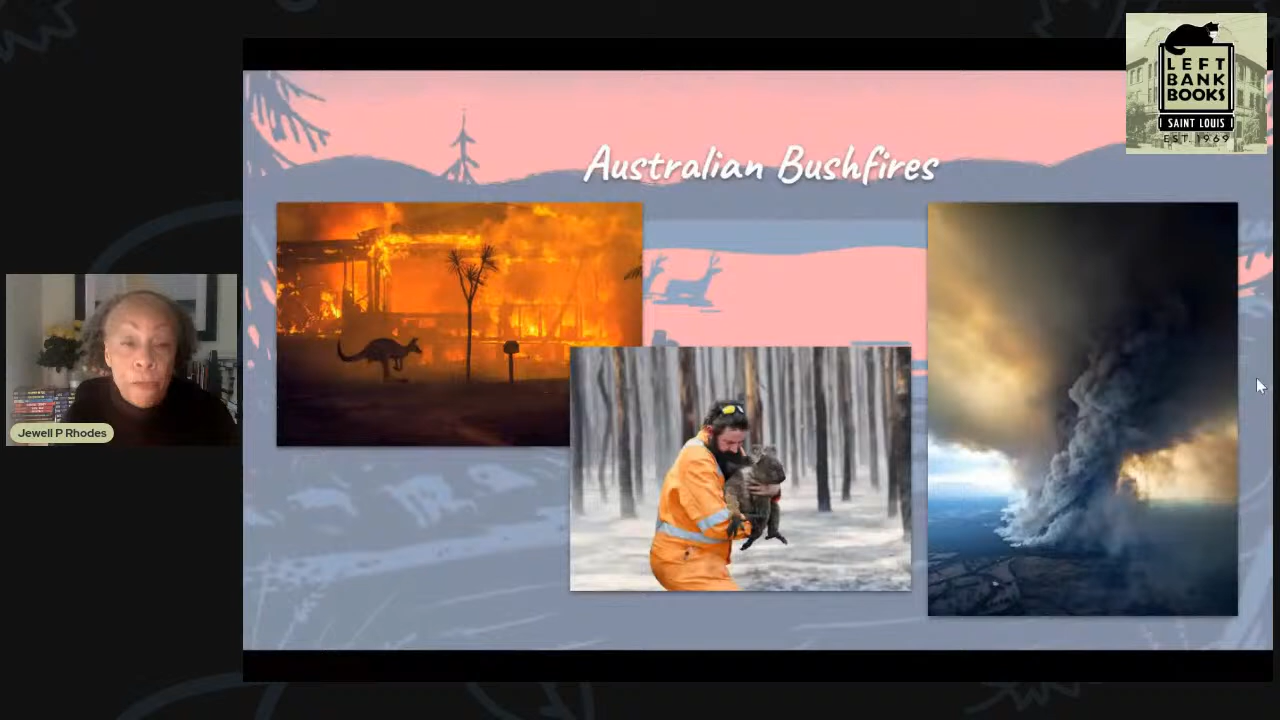 LEFT
BANK
BOOKS
SAINT LOUIS
EST. 1969
Australian Bushfires
Jewell P Rhodes